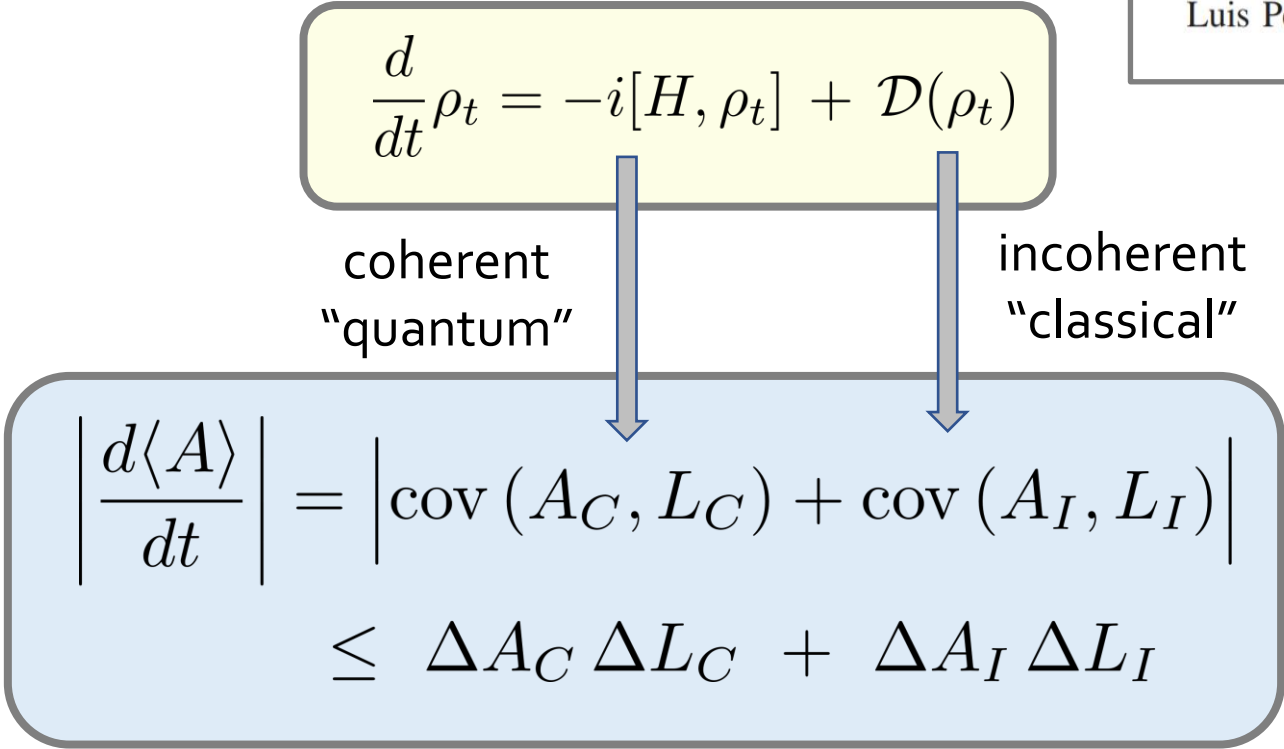 Luis
d/dt ρ_t = −i[H, ρ_t] + 𝒟(ρ_t)
coherent
“quantum”
incoherent
“classical”
|d⟨A⟩/dt| = |cov (A_C, L_C) + cov (A_I, L_I)|
≤ ΔA_C ΔL_C + ΔA_I ΔL_I